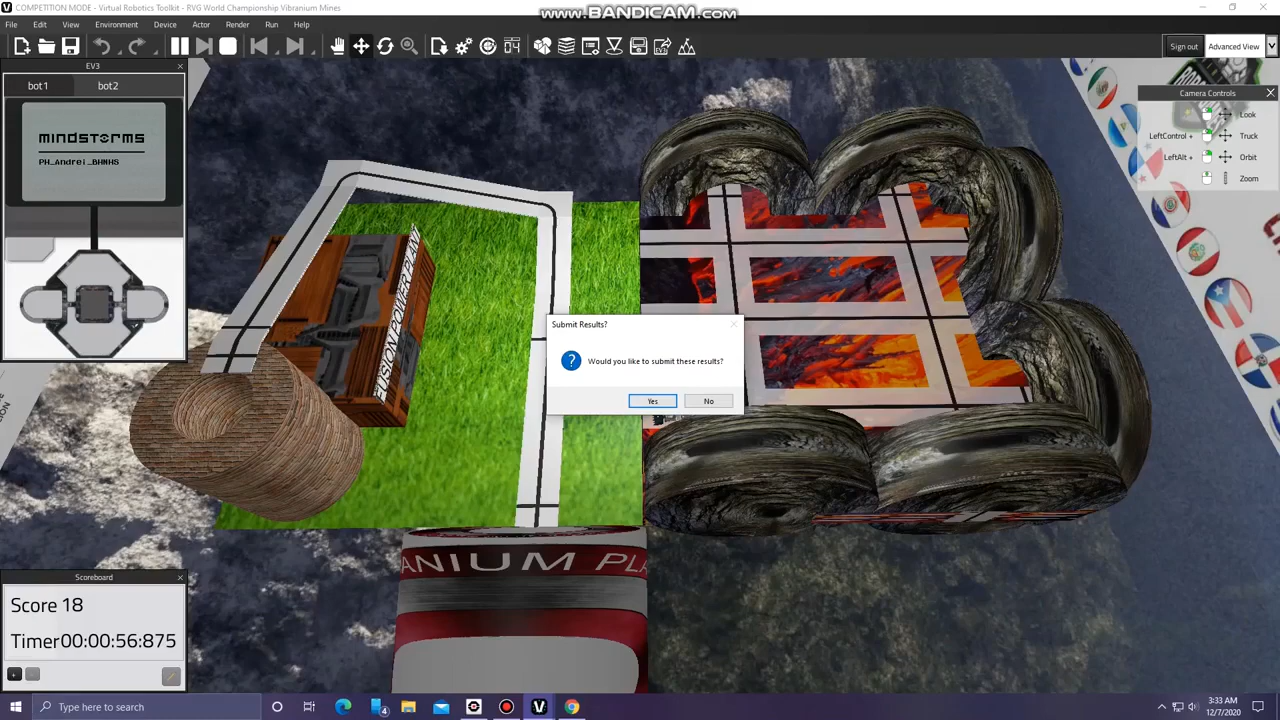 COMPETITION MODE - Virtual Robotics Toolkit - RVG World Championship Vibranium Mines
www.BANDICAM.com
File Edit View Environment Device Actor Render Run Help
Sign out
Advanced View
EV3
bot1 bot2
mindstorms
PH_Andrei_BHNHS
Camera Controls
Look
LeftControl + Truck
LeftAlt + Orbit
Zoom
FUSION POWER PLANT
Submit Results?
Would you like to submit these results?
Yes No
ANIUM PLA
Scoreboard
Score 18
Timer00:00:56:875
Type here to search
3:33 AM
12/7/2020